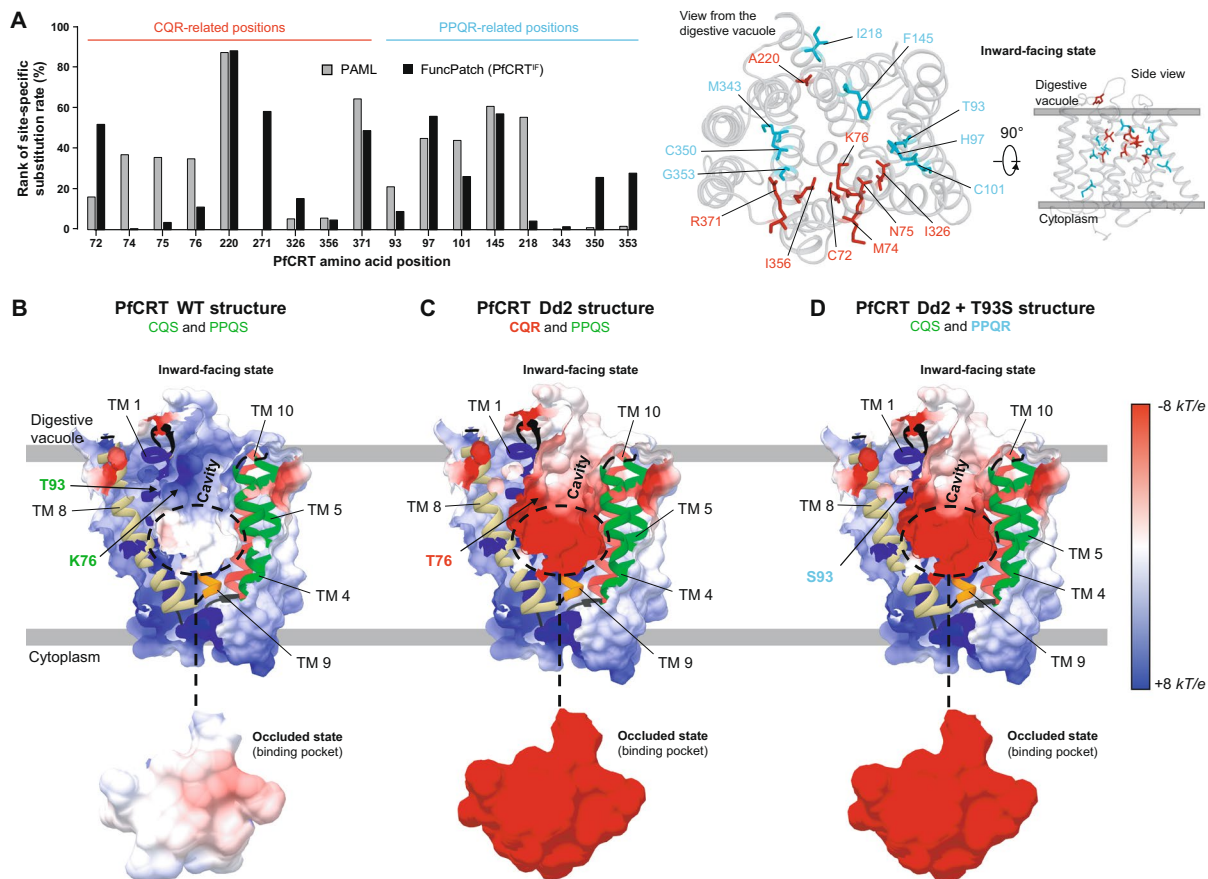 A
CQR-related positions
PPQR-related positions
Rank of site-specific
substitution rate (%)
100
80
60
40
20
0
PAML
FuncPatch (PfCRTᴵᶠ)
72 74 75 76 220 271 326 356 371 93 97 101 145 218 343 350 353
PfCRT amino acid position
View from the
digestive vacuole
I218
F145
A220
M343
K76
T93
H97
C350
G353
C101
R371
I356
C72
M74
N75
I326
90°
Inward-facing state
Digestive
vacuole
Side view
Cytoplasm
B
PfCRT WT structure
CQS and PPQS
Inward-facing state
Digestive
vacuole
TM 1
TM 10
Cavity
T93
TM 8
TM 5
K76
TM 4
TM 9
Cytoplasm
Occluded state
(binding pocket)
C
PfCRT Dd2 structure
CQR and PPQS
Inward-facing state
TM 1
TM 10
Cavity
TM 8
TM 5
T76
TM 4
TM 9
Occluded state
(binding pocket)
D
PfCRT Dd2 + T93S structure
CQS and PPQR
Inward-facing state
TM 1
TM 10
Cavity
TM 8
TM 5
S93
TM 4
TM 9
Occluded state
(binding pocket)
-8 kT/e
+8 kT/e